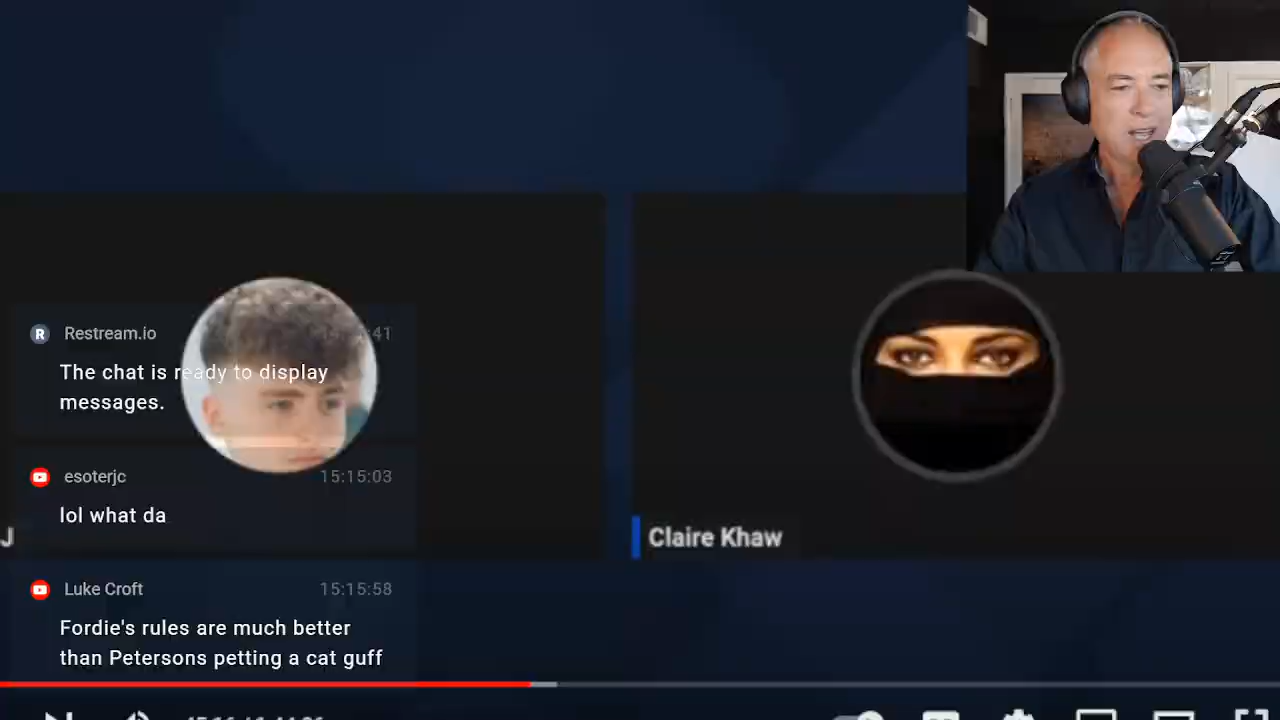 R Restream.io
The chat is ready to display
messages.
esoterjc 15:15:03
lol what da
J
Claire Khaw
Luke Croft 15:15:58
Fordie's rules are much better
than Petersons petting a cat guff